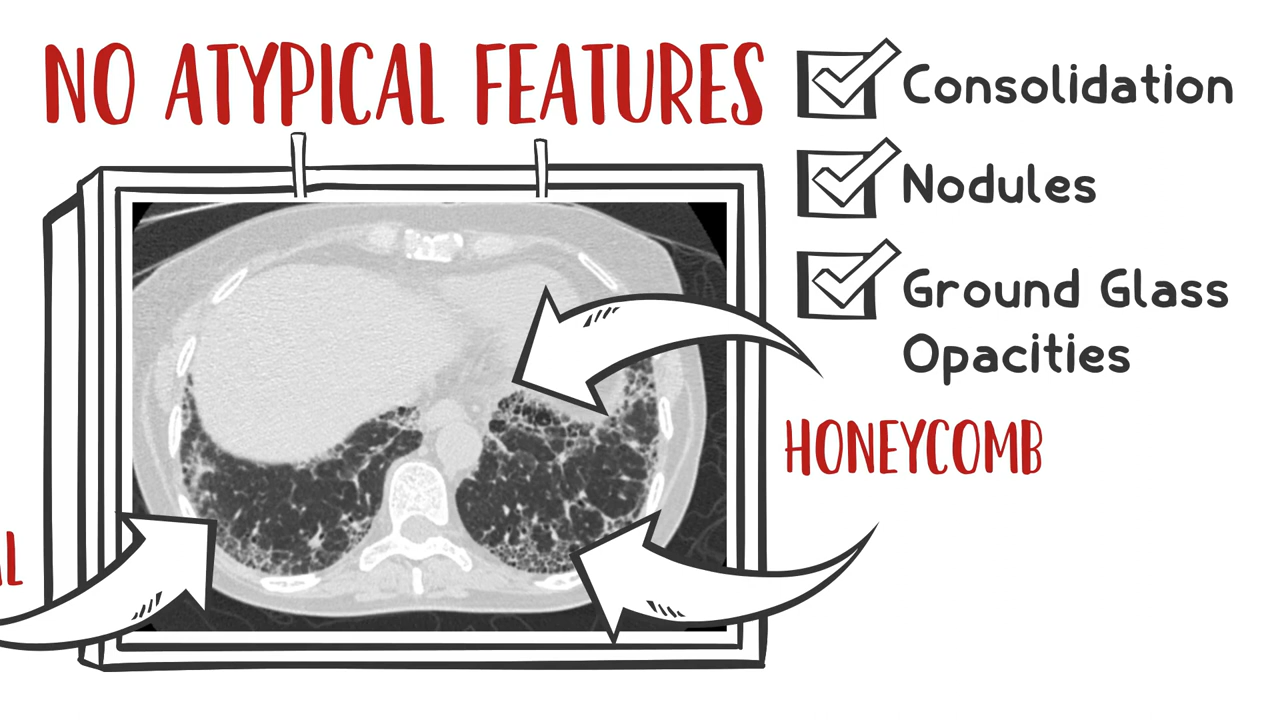 NO ATYPICAL FEATURES
Consolidation
Nodules
Ground Glass
Opacities
HONEYCOMB